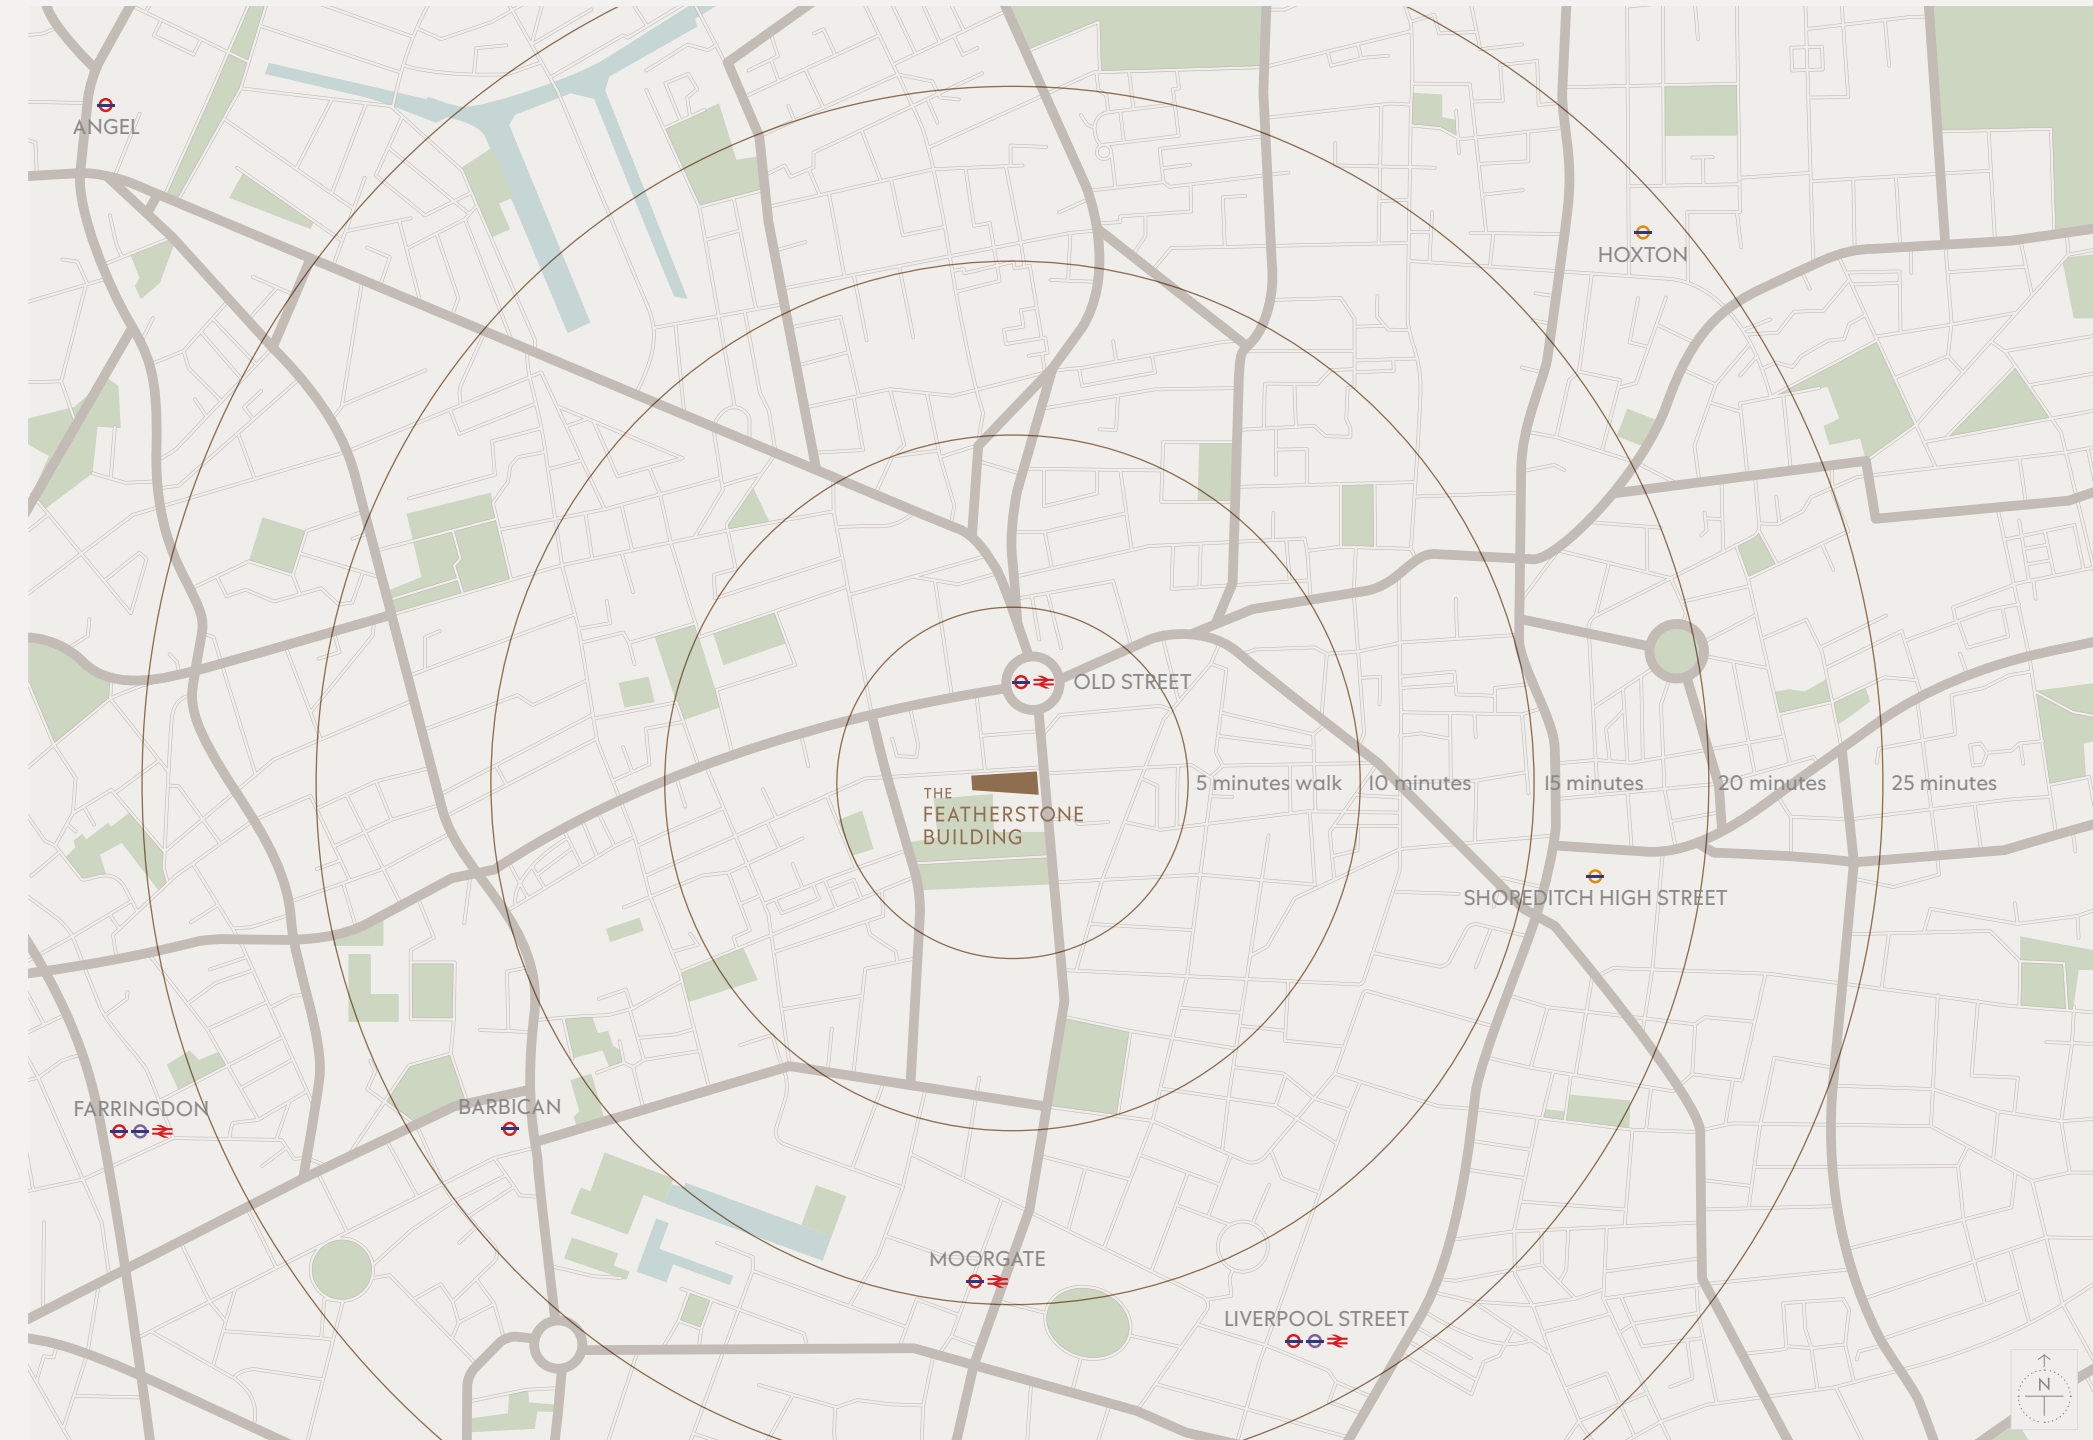 ANGEL
HOXTON
OLD STREET
5 minutes walk
10 minutes
15 minutes
20 minutes
25 minutes
THE
FEATHERSTONE
BUILDING
SHOREDITCH HIGH STREET
FARRINGDON
BARBICAN
MOORGATE
LIVERPOOL STREET
N